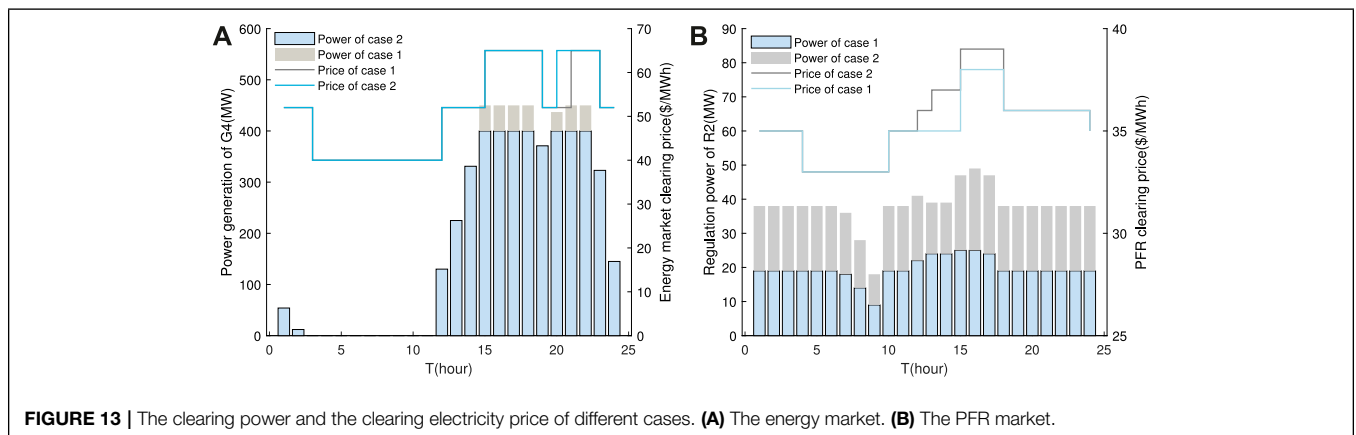 A
B
Power of case 2
Power of case 1
Price of case 1
Price of case 2
Power generation of G4(MW)
600
500
400
300
200
100
0
0
5
10
15
20
25
T(hour)
70
60
50
40
30
20
10
0
Energy market clearing price($/MWh)
Power of case 1
Power of case 2
Price of case 2
Price of case 1
Regulation power of R2(MW)
90
80
70
60
50
40
30
20
10
0
0
5
10
15
20
25
T(hour)
40
35
30
25
PFR clearing price($/MWh)
FIGURE 13 | The clearing power and the clearing electricity price of different cases. (A) The energy market. (B) The PFR market.